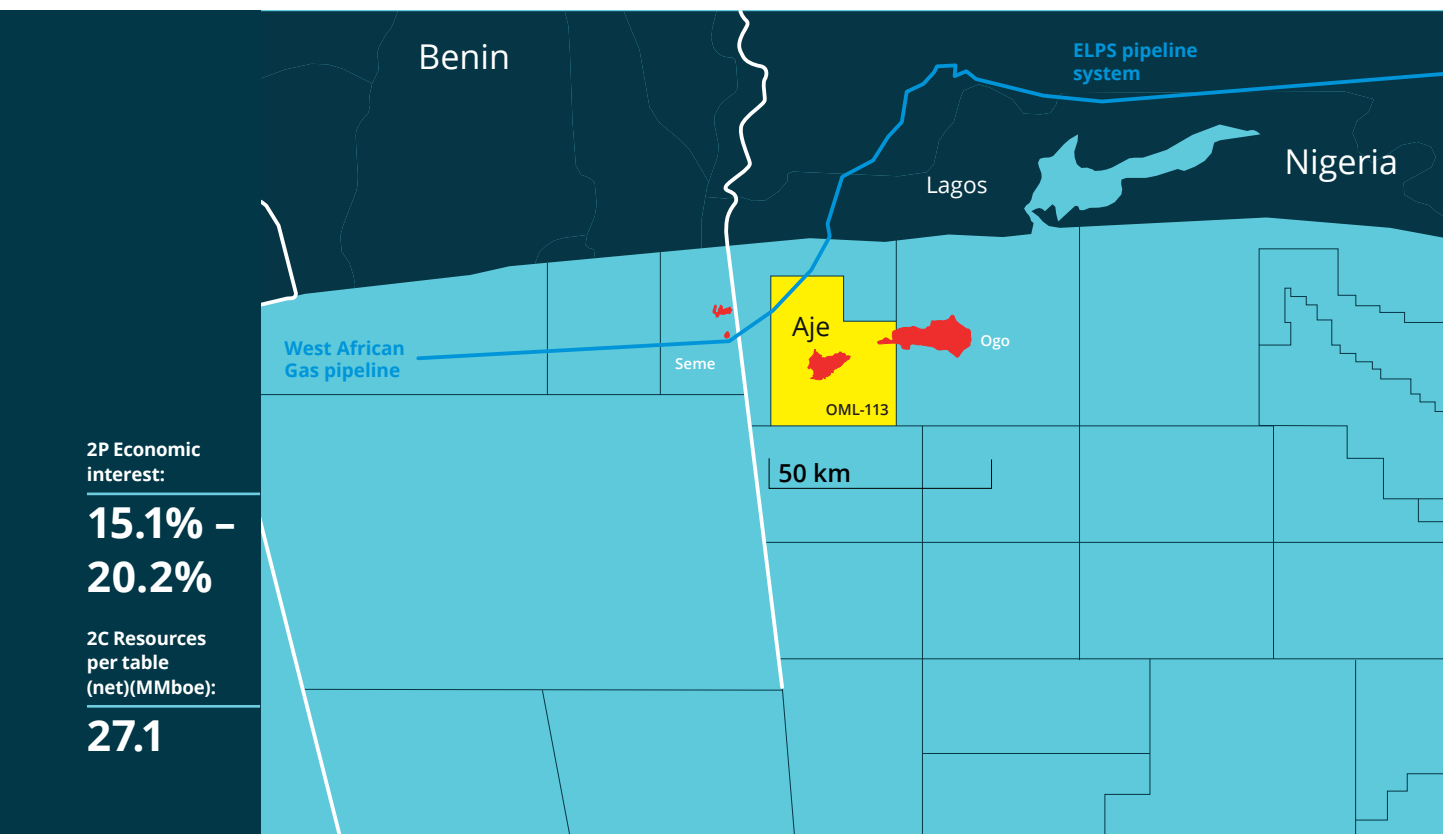 Benin
ELPS pipeline
system
Nigeria
Lagos
West African
Gas pipeline
Seme
Aje
Ogo
OML-113
50 km
2P Economic
interest:
15.1% –
20.2%
2C Resources
per table
(net)(MMboe):
27.1